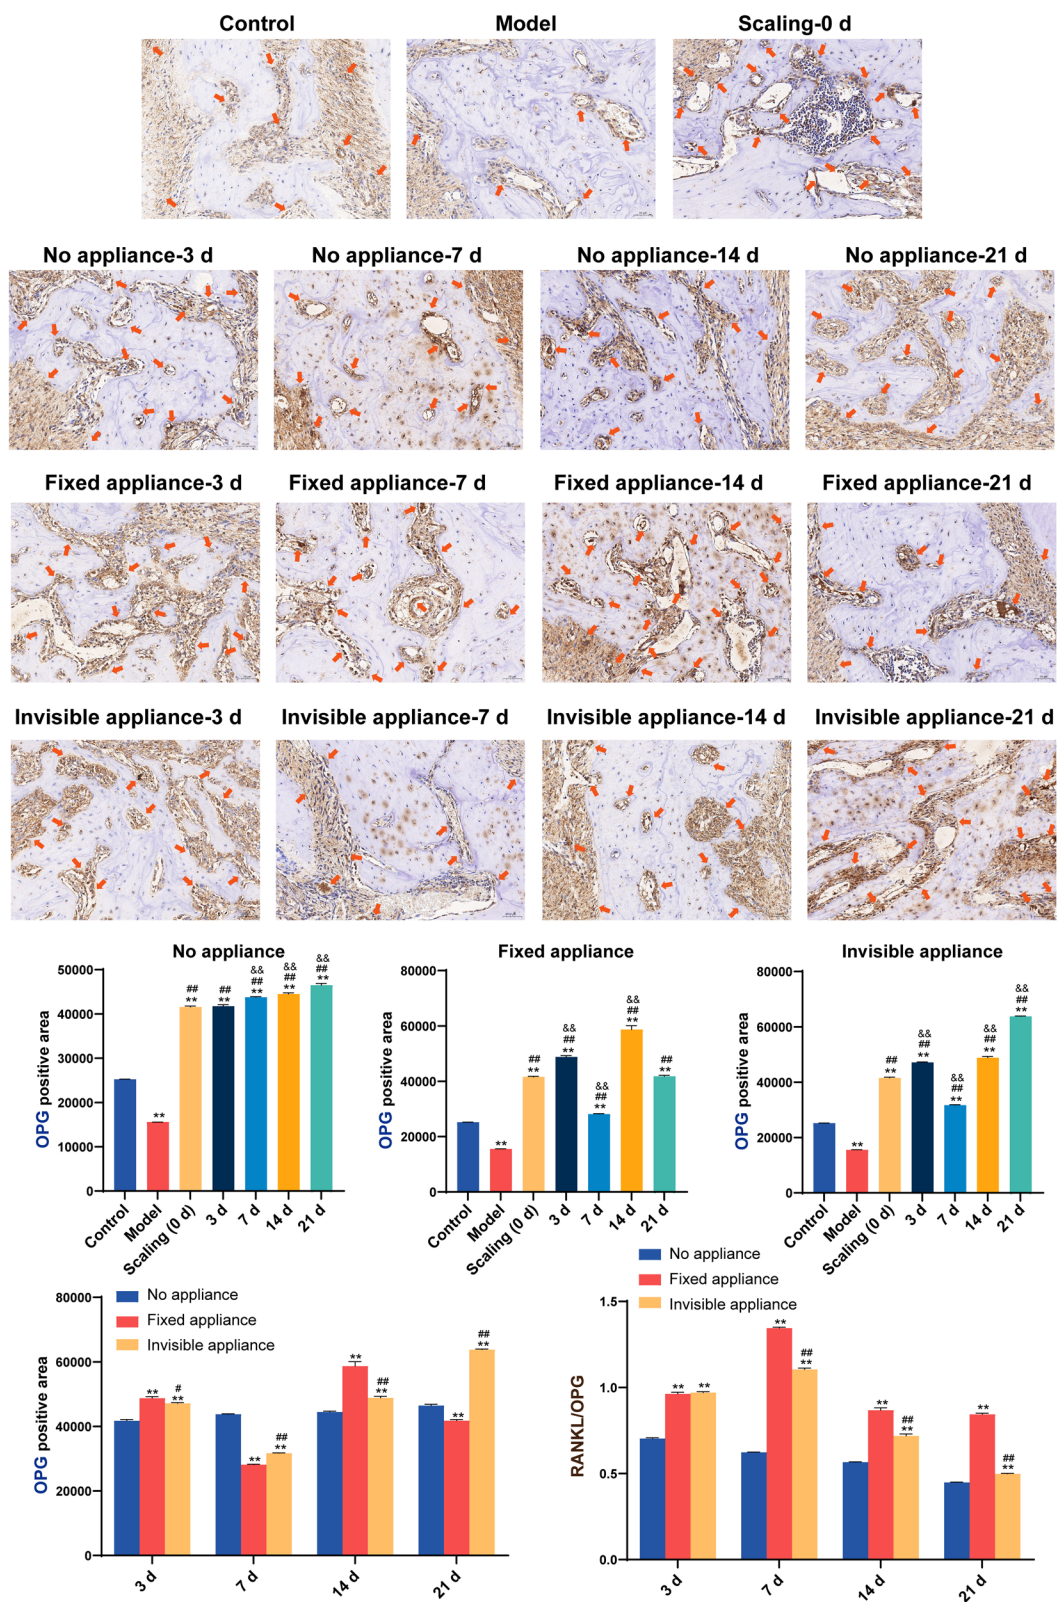 Control Model Scaling-0 d
No appliance-3 d No appliance-7 d No appliance-14 d No appliance-21 d
Fixed appliance-3 d Fixed appliance-7 d Fixed appliance-14 d Fixed appliance-21 d
Invisible appliance-3 d Invisible appliance-7 d Invisible appliance-14 d Invisible appliance-21 d
No appliance
OPG positive area
50000
40000
30000
20000
10000
0
**
##
**
##
**
&&
##
**
&&
##
**
&&
##
**
Control
Model
Scaling (0 d)
3 d
7 d
14 d
21 d
Fixed appliance
OPG positive area
80000
60000
40000
20000
0
**
##
**
&&
##
**
&&
##
**
&&
##
**
##
**
Control
Model
Scaling (0 d)
3 d
7 d
14 d
21 d
Invisible appliance
OPG positive area
80000
60000
40000
20000
0
**
##
**
&&
##
**
&&
##
**
&&
##
**
&&
##
**
Control
Model
Scaling (0 d)
3 d
7 d
14 d
21 d
No appliance
Fixed appliance
Invisible appliance
OPG positive area
80000
60000
40000
20000
0
**
#
**
**
##
**
**
##
**
**
##
**
3 d
7 d
14 d
21 d
No appliance
Fixed appliance
Invisible appliance
RANKL/OPG
1.5
1.0
0.5
0.0
**
**
**
##
**
**
##
**
**
##
**
3 d
7 d
14 d
21 d